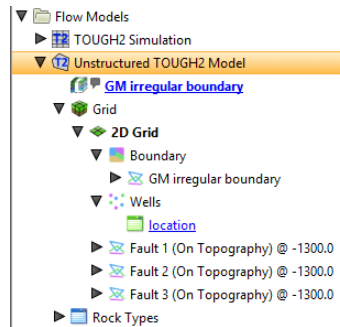 Flow Models
T2 TOUGH2 Simulation
T2 Unstructured TOUGH2 Model
GM irregular boundary
Grid
2D Grid
Boundary
GM irregular boundary
Wells
location
Fault 1 (On Topography) @ -1300.0
Fault 2 (On Topography) @ -1300.0
Fault 3 (On Topography) @ -1300.0
Rock Types